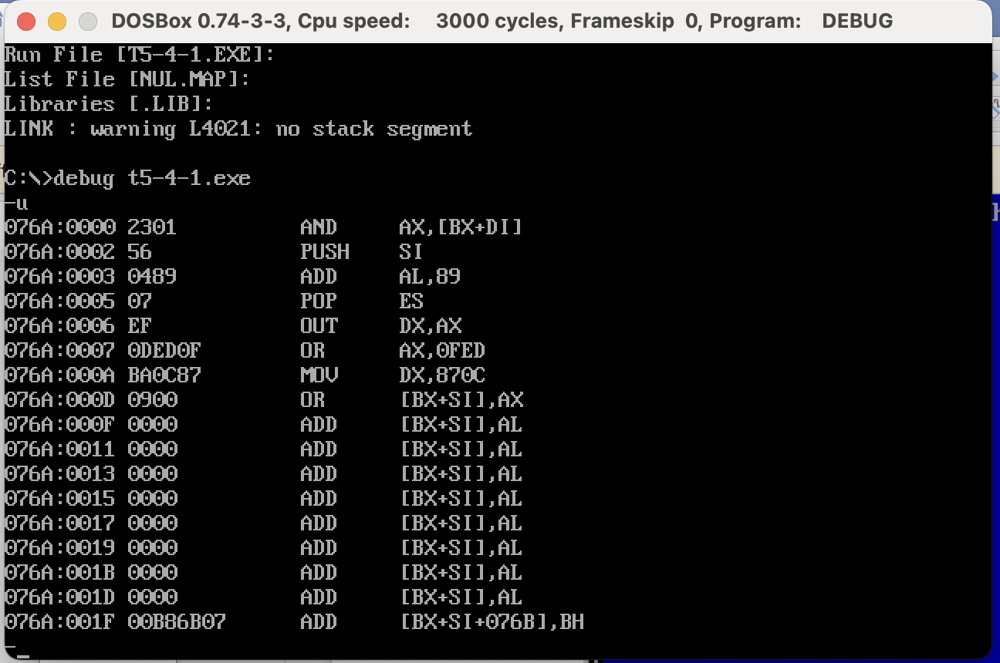 DOSBox 0.74-3-3, Cpu speed:    3000 cycles, Frameskip  0, Program:    DEBUG
Run File [T5-4-1.EXE]:
List File [NUL.MAP]:
Libraries [.LIB]:
LINK : warning L4021: no stack segment
C:\>debug t5-4-1.exe
-u
076A:0000 2301          AND     AX,[BX+DI]
076A:0002 56            PUSH    SI
076A:0003 0489          ADD     AL,89
076A:0005 07            POP     ES
076A:0006 EF            OUT     DX,AX
076A:0007 0DED0F        OR      AX,0FED
076A:000A BA0C87        MOV     DX,870C
076A:000D 0900          OR      [BX+SI],AX
076A:000F 0000          ADD     [BX+SI],AL
076A:0011 0000          ADD     [BX+SI],AL
076A:0013 0000          ADD     [BX+SI],AL
076A:0015 0000          ADD     [BX+SI],AL
076A:0017 0000          ADD     [BX+SI],AL
076A:0019 0000          ADD     [BX+SI],AL
076A:001B 0000          ADD     [BX+SI],AL
076A:001D 0000          ADD     [BX+SI],AL
076A:001F 00B86B07      ADD     [BX+SI+076B],BH
-_